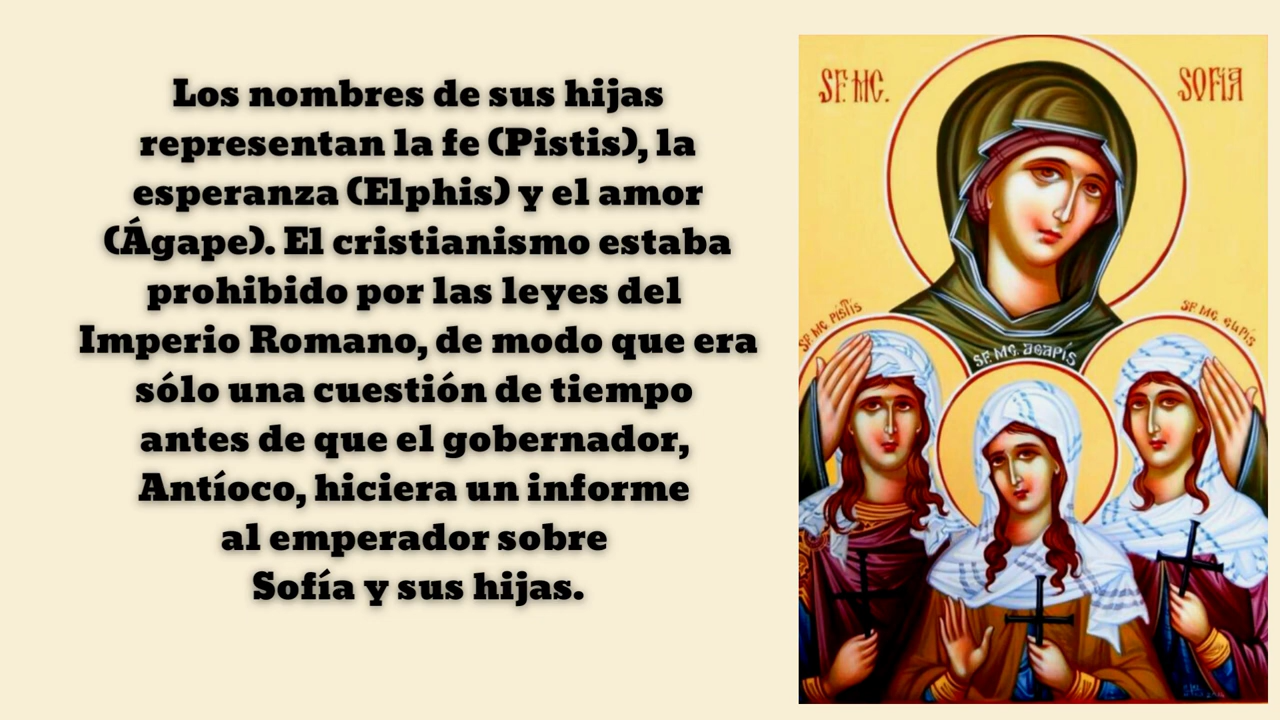 Los nombres de sus hijas
representan la fe (Pistis), la
esperanza (Elphis) y el amor
(Ágape). El cristianismo estaba
prohibido por las leyes del
Imperio Romano, de modo que era
sólo una cuestión de tiempo
antes de que el gobernador,
Antíoco, hiciera un informe
al emperador sobre
Sofía y sus hijas.
SF. MC. SOFIA
SF MC PISTIS
SF. MC. AGAPIS
SF MC ELPIS